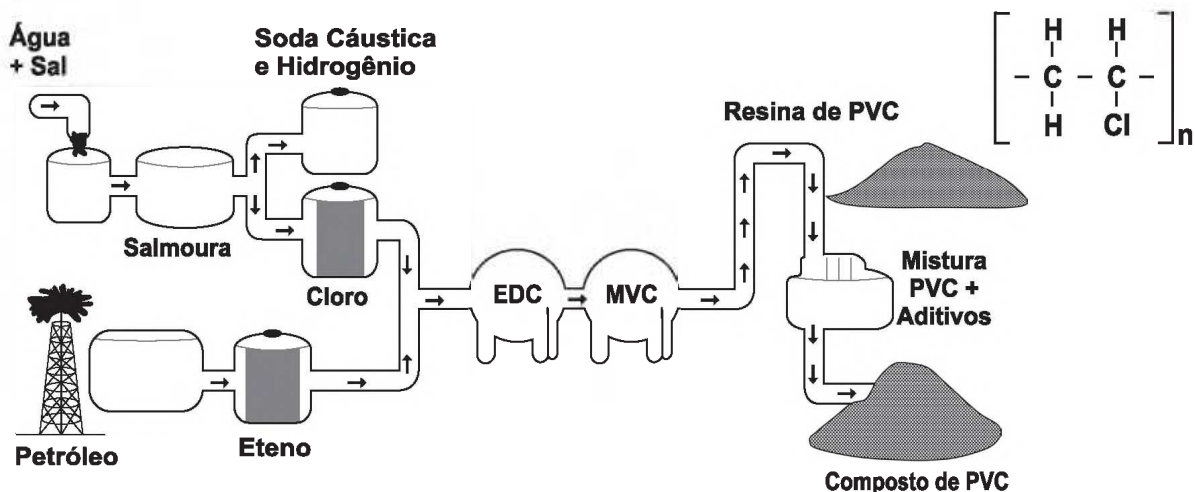 Água
+ Sal
Soda Cáustica
e Hidrogênio
Salmoura
Cloro
Petróleo
Eteno
EDC
MVC
Resina de PVC
H H
– C – C –
H Cl
n
Mistura
PVC +
Aditivos
Composto de PVC